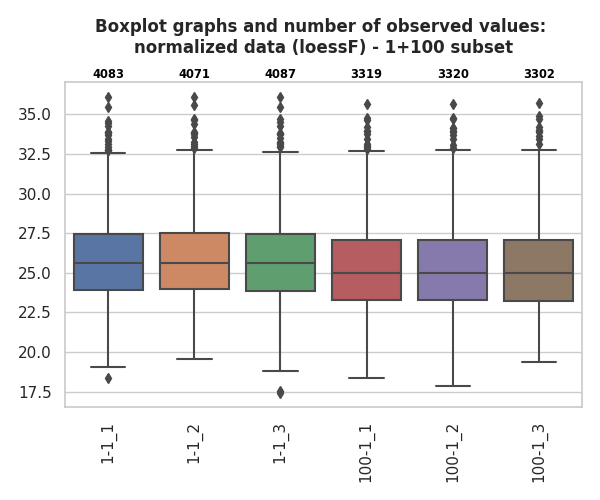 Boxplot graphs and number of observed values:
normalized data (loessF) - 1+100 subset
4083 4071 4087 3319 3320 3302
35.0
32.5
30.0
27.5
25.0
22.5
20.0
17.5
1-1_1 1-1_2 1-1_3 100-1_1 100-1_2 100-1_3